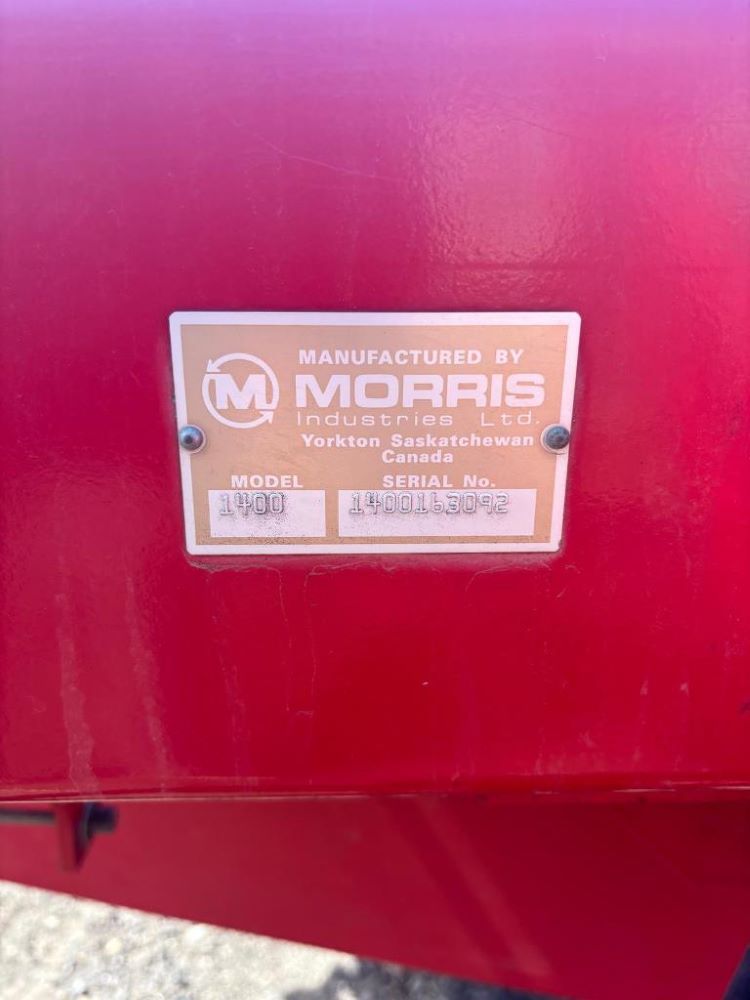 MANUFACTURED BY
M MORRIS
Industries Ltd.
Yorkton Saskatchewan
Canada
MODEL SERIAL No.
1400 1400163092